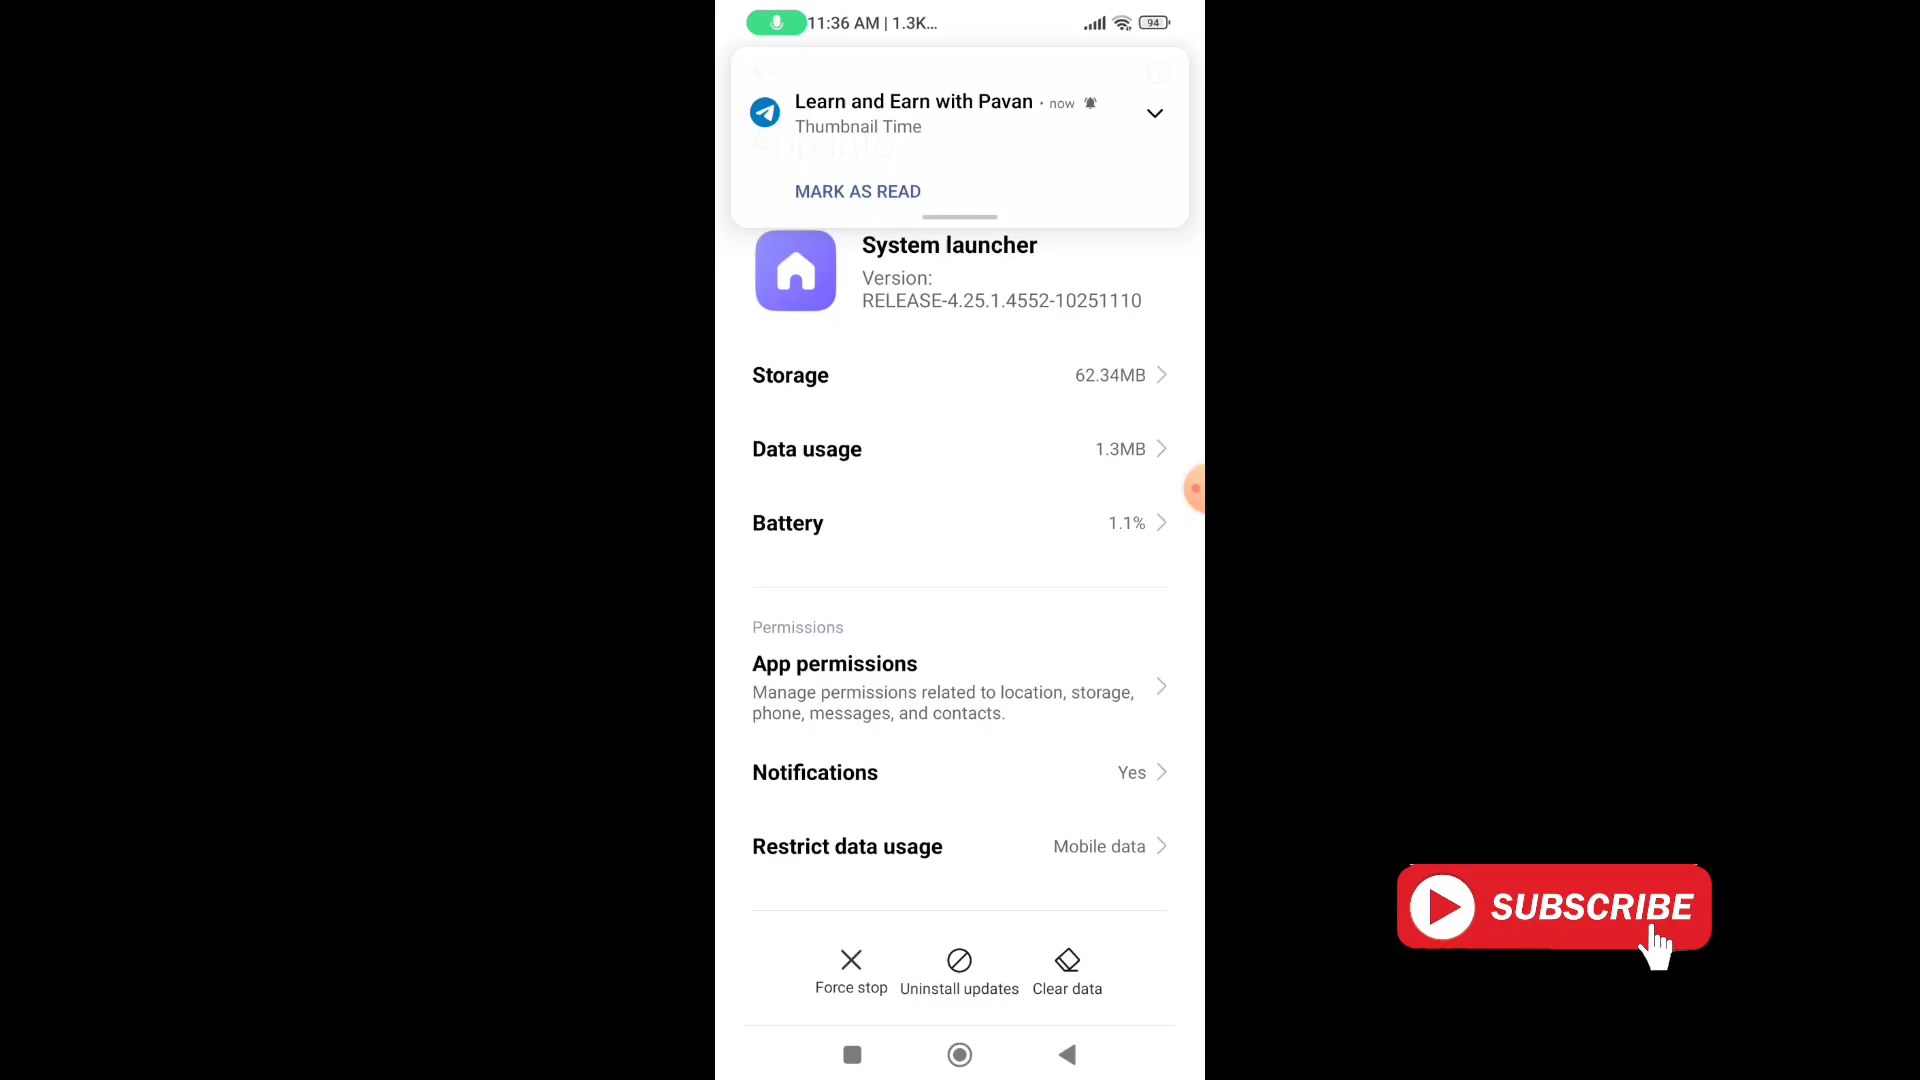 11:36 AM | 1.3K...
94
Learn and Earn with Pavan • now
Thumbnail Time
App info
MARK AS READ
System launcher
Version:
RELEASE-4.25.1.4552-10251110
Storage 62.34MB
Data usage 1.3MB
Battery 1.1%
Permissions
App permissions
Manage permissions related to location, storage,
phone, messages, and contacts.
Notifications Yes
Restrict data usage Mobile data
SUBSCRIBE
Force stop Uninstall updates Clear data